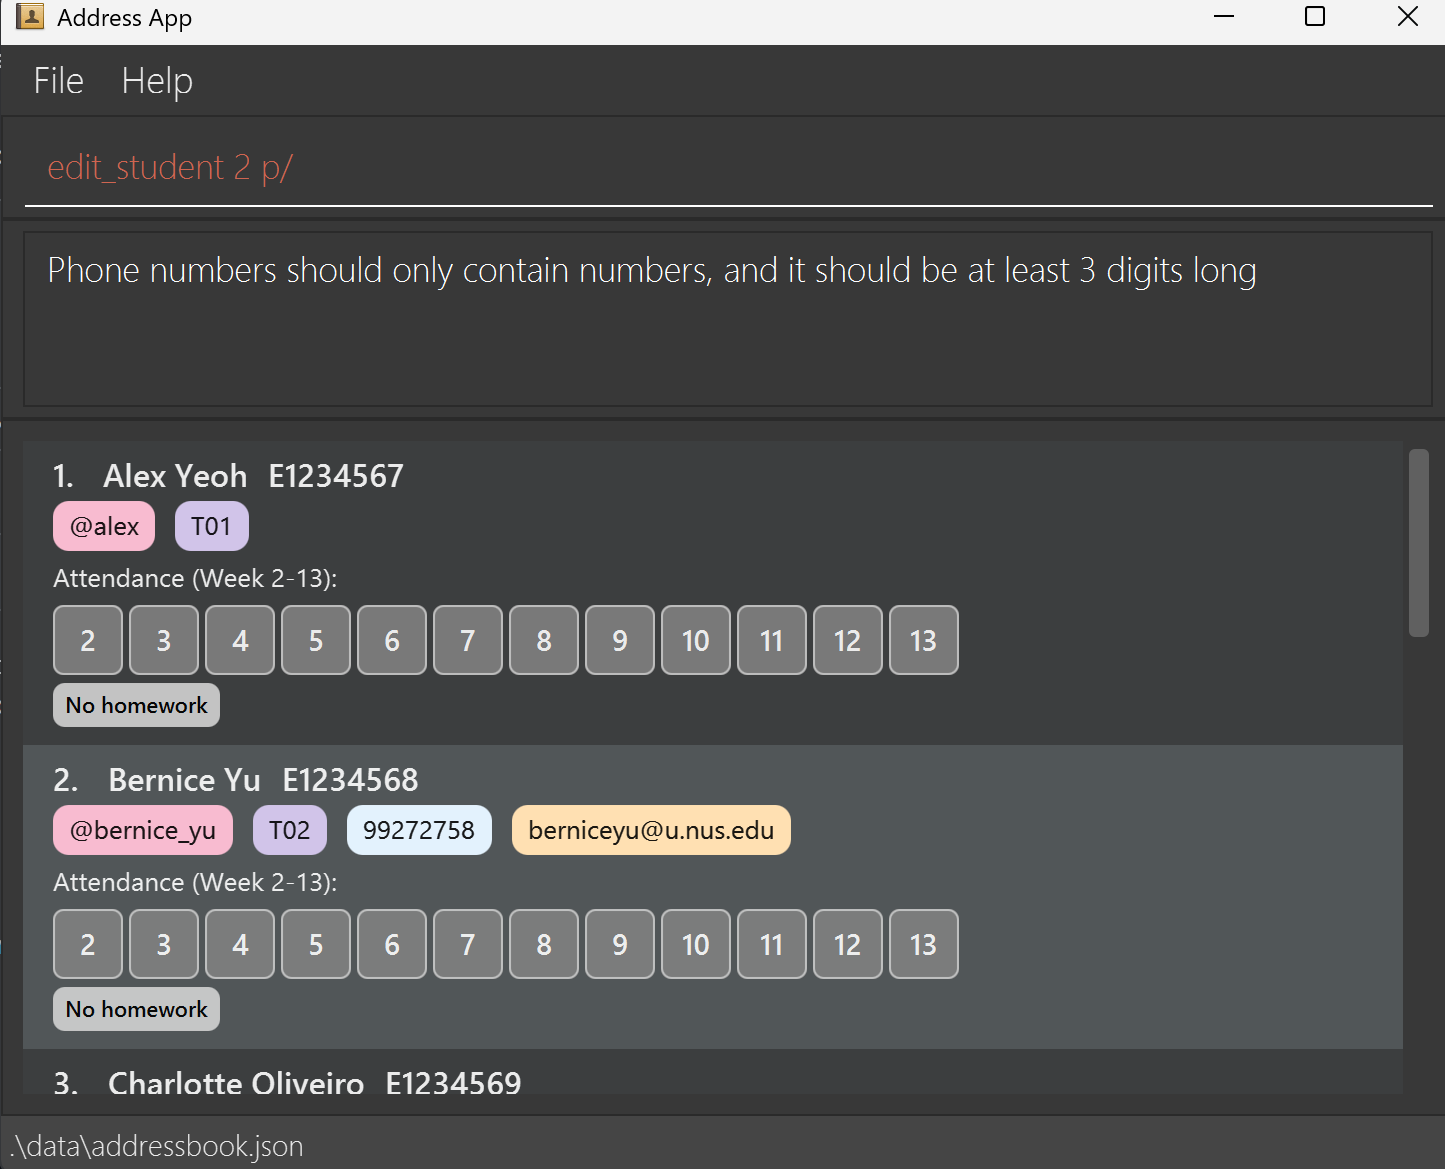 Address App
File Help
edit_student 2 p/
Phone numbers should only contain numbers, and it should be at least 3 digits long
1. Alex Yeoh E1234567
@alex T01
Attendance (Week 2-13):
2 3 4 5 6 7 8 9 10 11 12 13
No homework
2. Bernice Yu E1234568
@bernice_yu T02 99272758 berniceyu@u.nus.edu
Attendance (Week 2-13):
2 3 4 5 6 7 8 9 10 11 12 13
No homework
3. Charlotte Oliveiro E1234569
.\data\addressbook.json